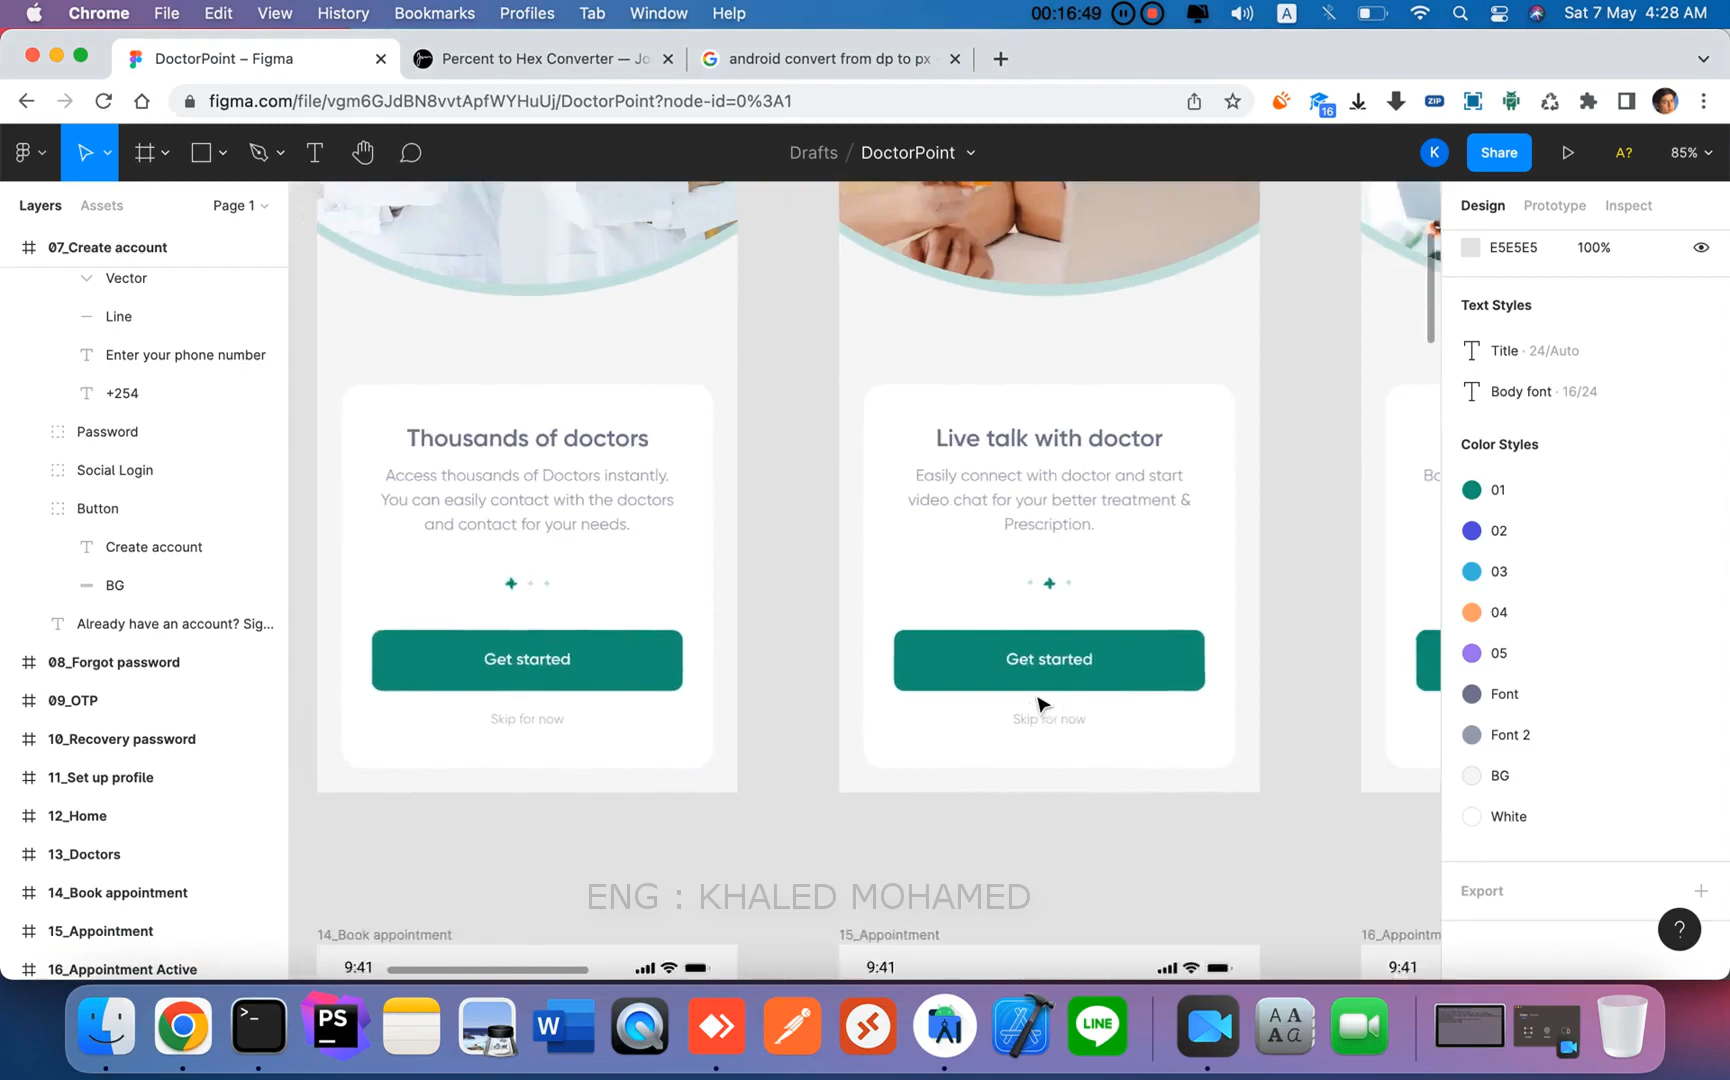 Chrome File Edit View History Bookmarks Profiles Tab Window Help 00:16:49 A Sat 7 May 4:28 AM
DoctorPoint – Figma
Percent to Hex Converter — Jo
android convert from dp to px -
figma.com/file/vgm6GJdBN8vvtApfWYHuUj/DoctorPoint?node-id=0%3A1
16
ZIP
Drafts / DoctorPoint
K
Share
A?
85%
Layers Assets Page 1
07_Create account
Vector
Line
Enter your phone number
+254
Password
Social Login
Button
Create account
BG
Already have an account? Sig...
08_Forgot password
09_OTP
10_Recovery password
11_Set up profile
12_Home
13_Doctors
14_Book appointment
15_Appointment
16_Appointment Active
Thousands of doctors
Access thousands of Doctors instantly.
You can easily contact with the doctors
and contact for your needs.
Get started
Skip for now
Live talk with doctor
Easily connect with doctor and start
video chat for your better treatment &
Prescription.
Get started
Skip for now
Bo
ENG : KHALED MOHAMED
14_Book appointment
9:41
15_Appointment
9:41
16_Appointm
9:41
Design Prototype Inspect
E5E5E5 100%
Text Styles
Title · 24/Auto
Body font · 16/24
Color Styles
01
02
03
04
05
Font
Font 2
BG
White
Export
?
>_
PS
W
LINE
A A
A a